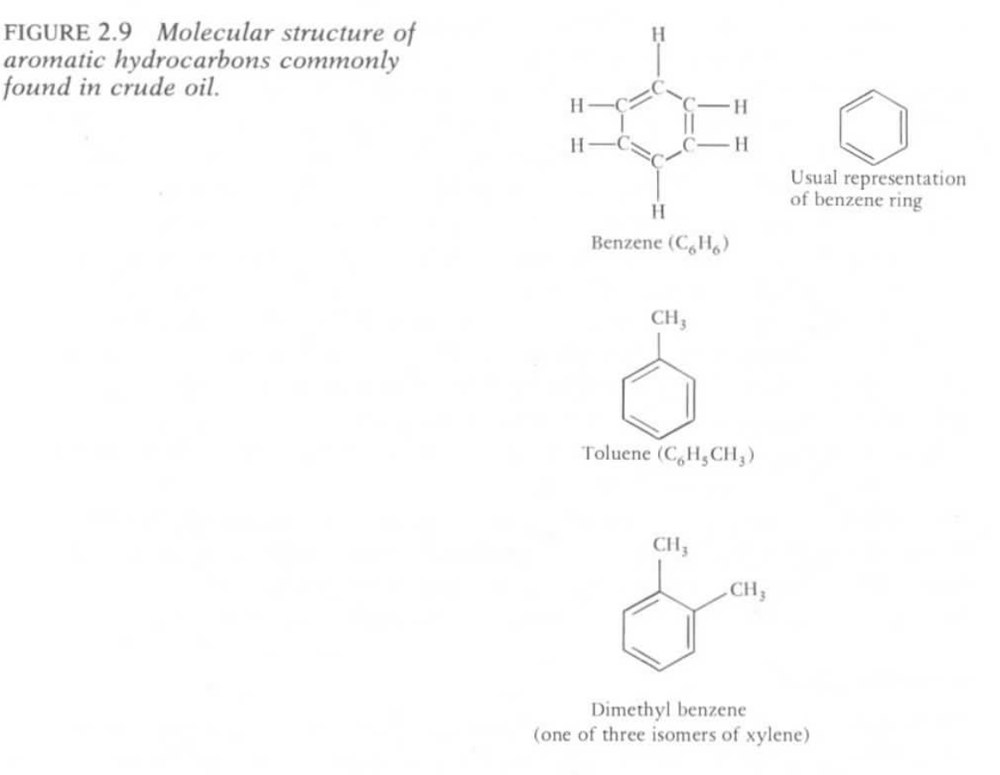 FIGURE 2.9 Molecular structure of
aromatic hydrocarbons commonly
found in crude oil.
H
C
H—C C—H
H—C C—H
C
H
Benzene (C₆H₆)
Usual representation
of benzene ring
CH₃
Toluene (C₆H₅CH₃)
CH₃
CH₃
Dimethyl benzene
(one of three isomers of xylene)